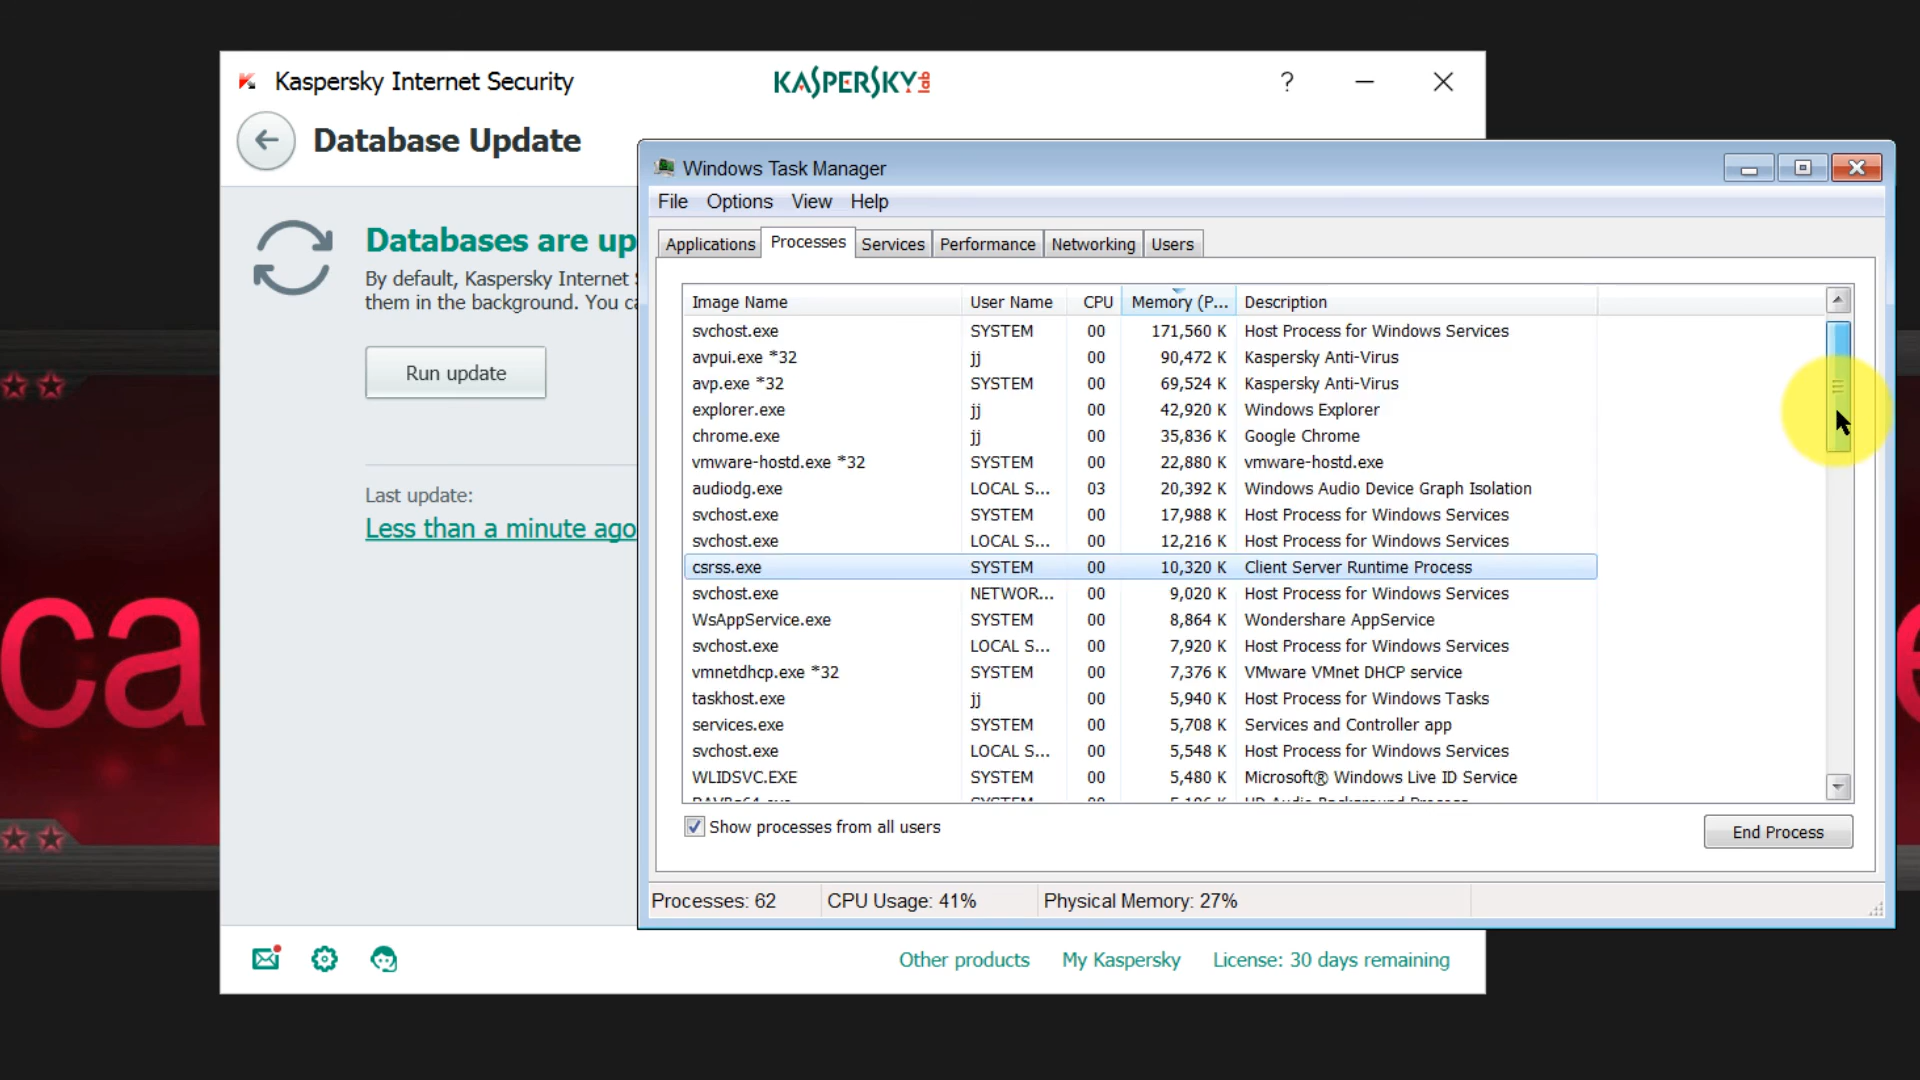 Kaspersky Internet Security
KASPERSKY lab
?
Database Update
Databases are up
By default, Kaspersky Internet
them in the background. You ca
Run update
Last update:
Less than a minute ago
Windows Task Manager
File Options View Help
Applications Processes Services Performance Networking Users
Image Name User Name CPU Memory (P... Description
svchost.exe SYSTEM 00 171,560 K Host Process for Windows Services
avpui.exe *32 jj 00 90,472 K Kaspersky Anti-Virus
avp.exe *32 SYSTEM 00 69,524 K Kaspersky Anti-Virus
explorer.exe jj 00 42,920 K Windows Explorer
chrome.exe jj 00 35,836 K Google Chrome
vmware-hostd.exe *32 SYSTEM 00 22,880 K vmware-hostd.exe
audiodg.exe LOCAL S... 03 20,392 K Windows Audio Device Graph Isolation
svchost.exe SYSTEM 00 17,988 K Host Process for Windows Services
svchost.exe LOCAL S... 00 12,216 K Host Process for Windows Services
csrss.exe SYSTEM 00 10,320 K Client Server Runtime Process
svchost.exe NETWOR... 00 9,020 K Host Process for Windows Services
WsAppService.exe SYSTEM 00 8,864 K Wondershare AppService
svchost.exe LOCAL S... 00 7,920 K Host Process for Windows Services
vmnetdhcp.exe *32 SYSTEM 00 7,376 K VMware VMnet DHCP service
taskhost.exe jj 00 5,940 K Host Process for Windows Tasks
services.exe SYSTEM 00 5,708 K Services and Controller app
svchost.exe LOCAL S... 00 5,548 K Host Process for Windows Services
WLIDSVC.EXE SYSTEM 00 5,480 K Microsoft® Windows Live ID Service
Show processes from all users
End Process
Processes: 62 CPU Usage: 41% Physical Memory: 27%
Other products My Kaspersky License: 30 days remaining
ca